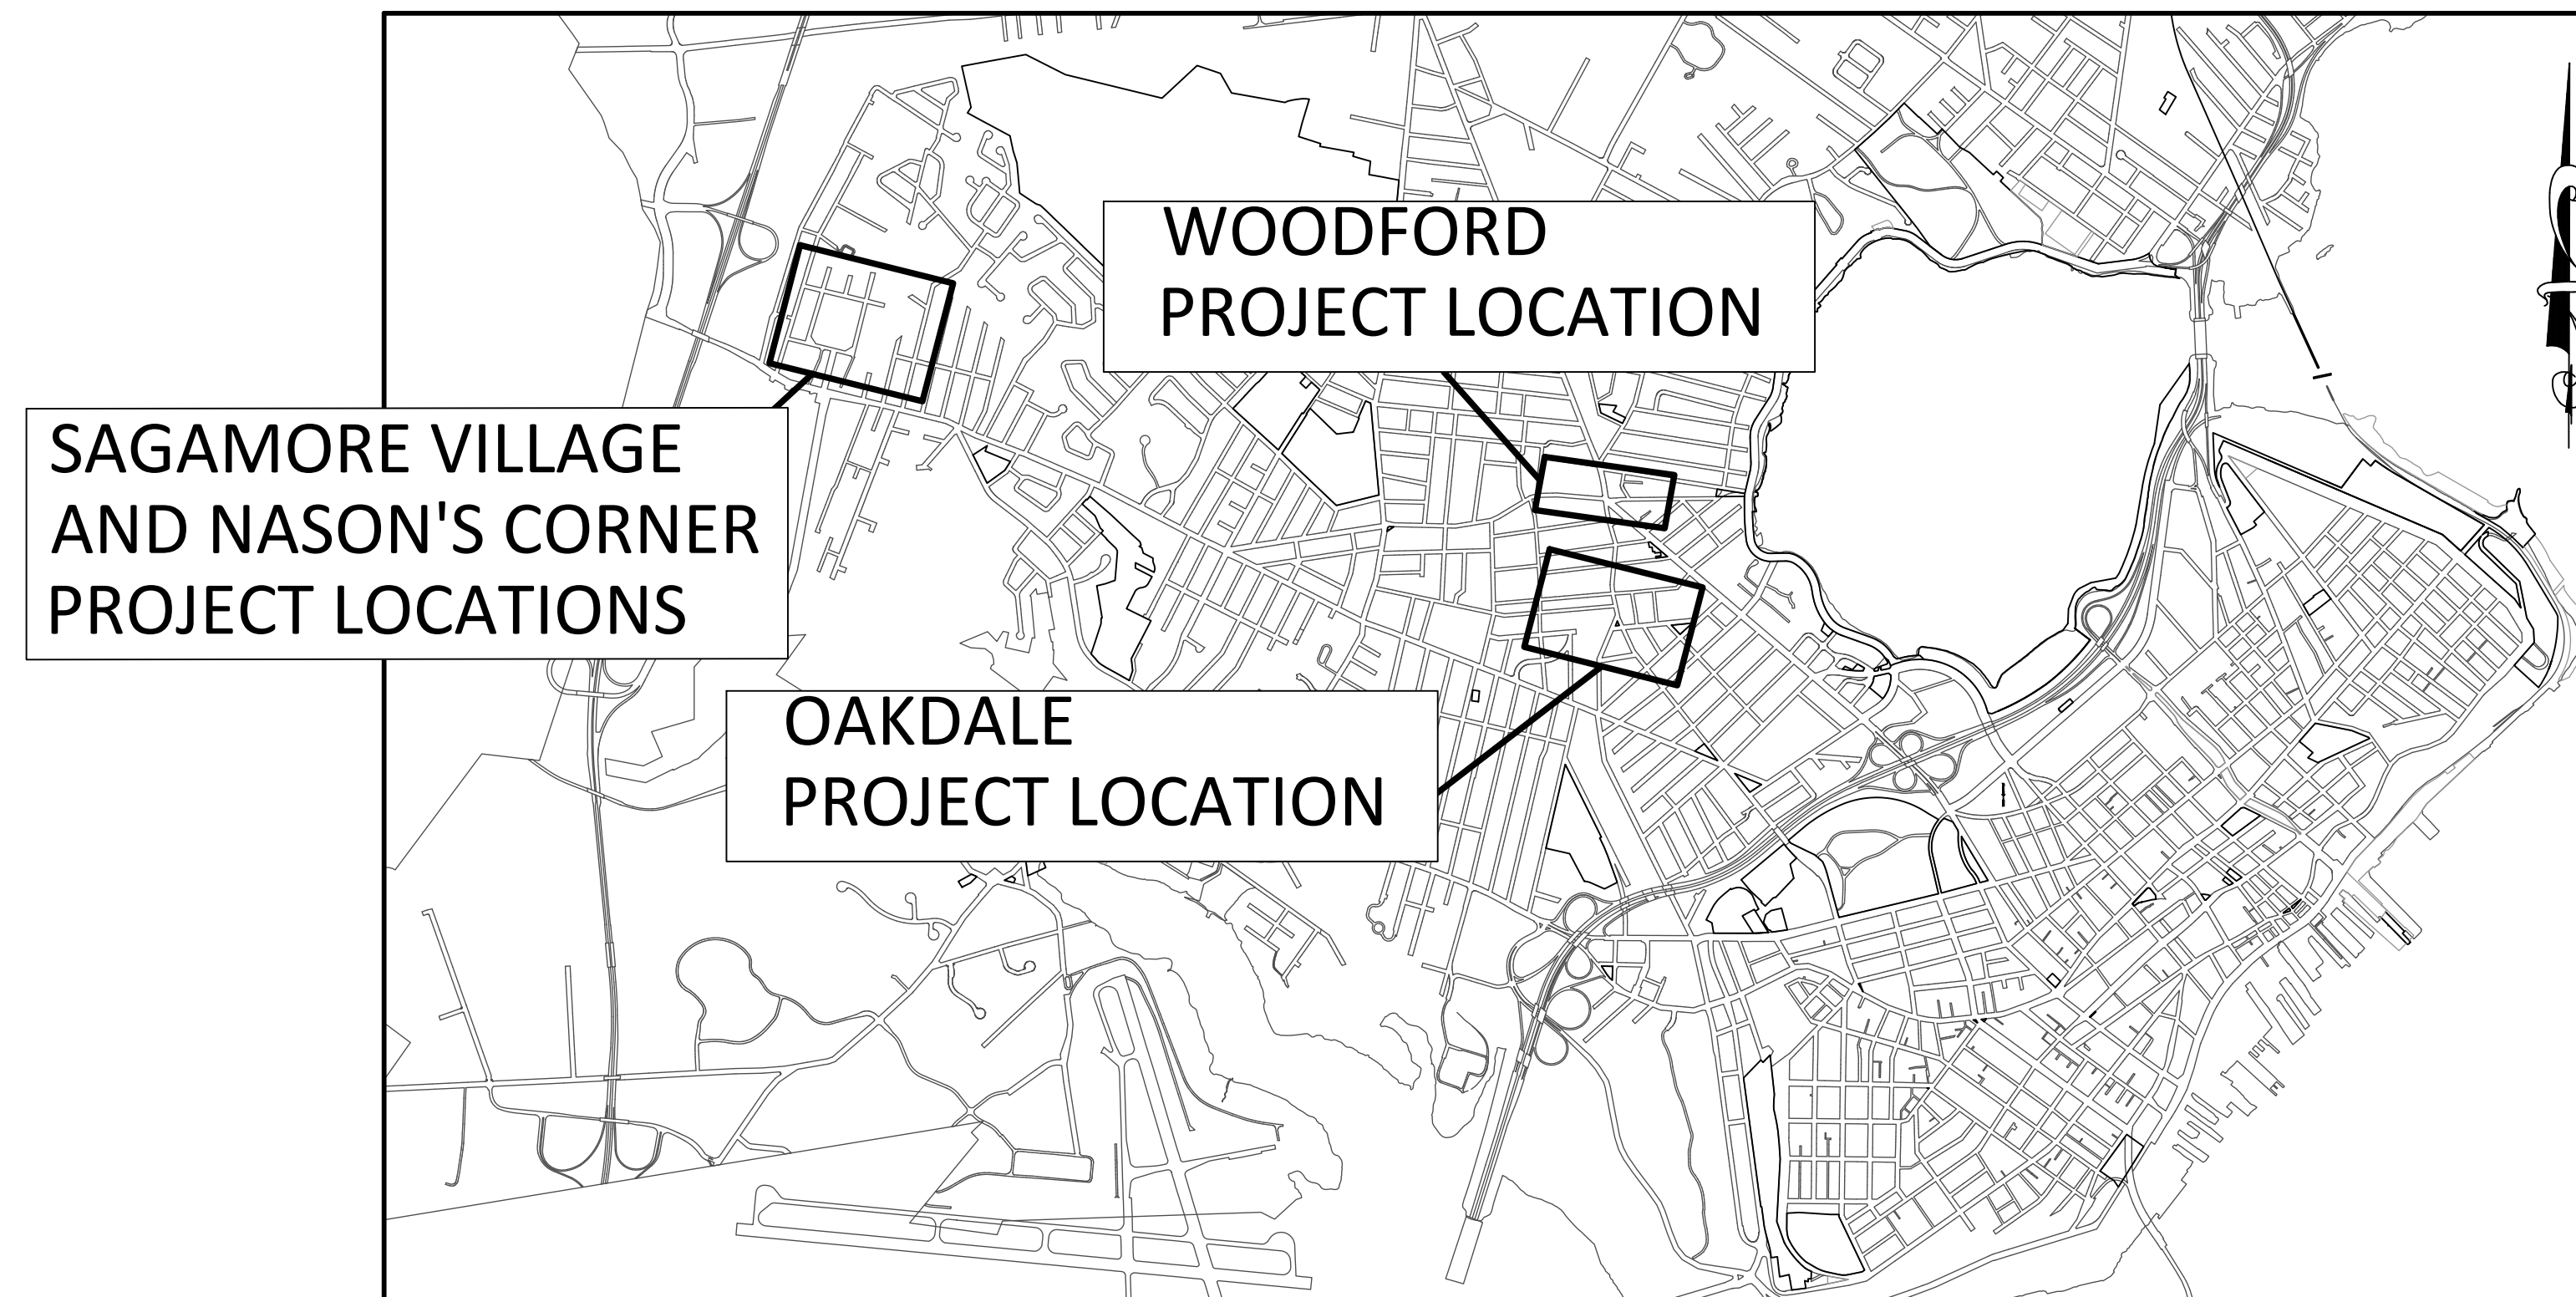 WOODFORD
PROJECT LOCATION
SAGAMORE VILLAGE
AND NASON'S CORNER
PROJECT LOCATIONS
OAKDALE
PROJECT LOCATION